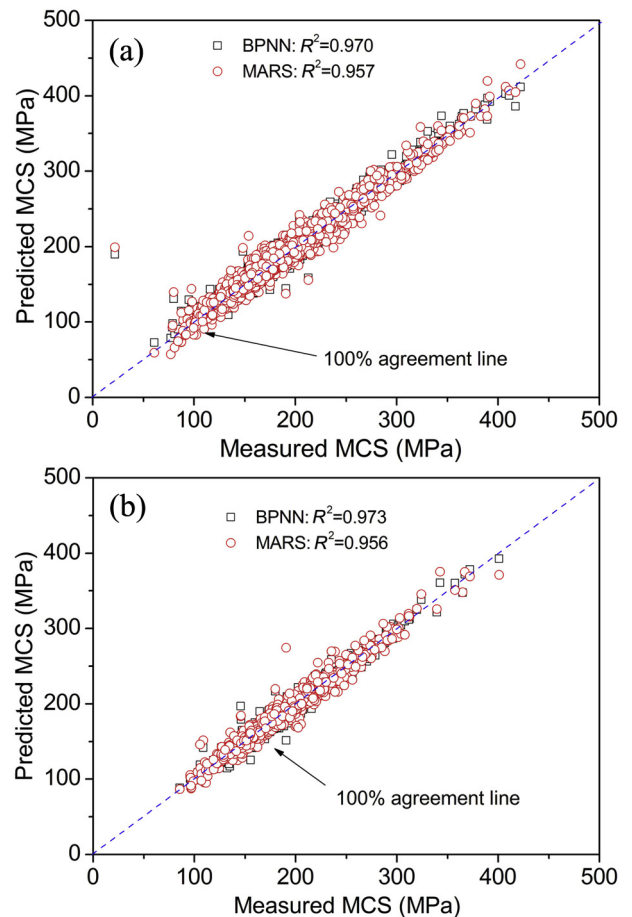 (a)
BPNN: R²=0.970
MARS: R²=0.957
100% agreement line
Predicted MCS (MPa)
500
400
300
200
100
0
0 100 200 300 400 500
Measured MCS (MPa)
(b)
BPNN: R²=0.973
MARS: R²=0.956
100% agreement line
Predicted MCS (MPa)
500
400
300
200
100
0
0 100 200 300 400 500
Measured MCS (MPa)